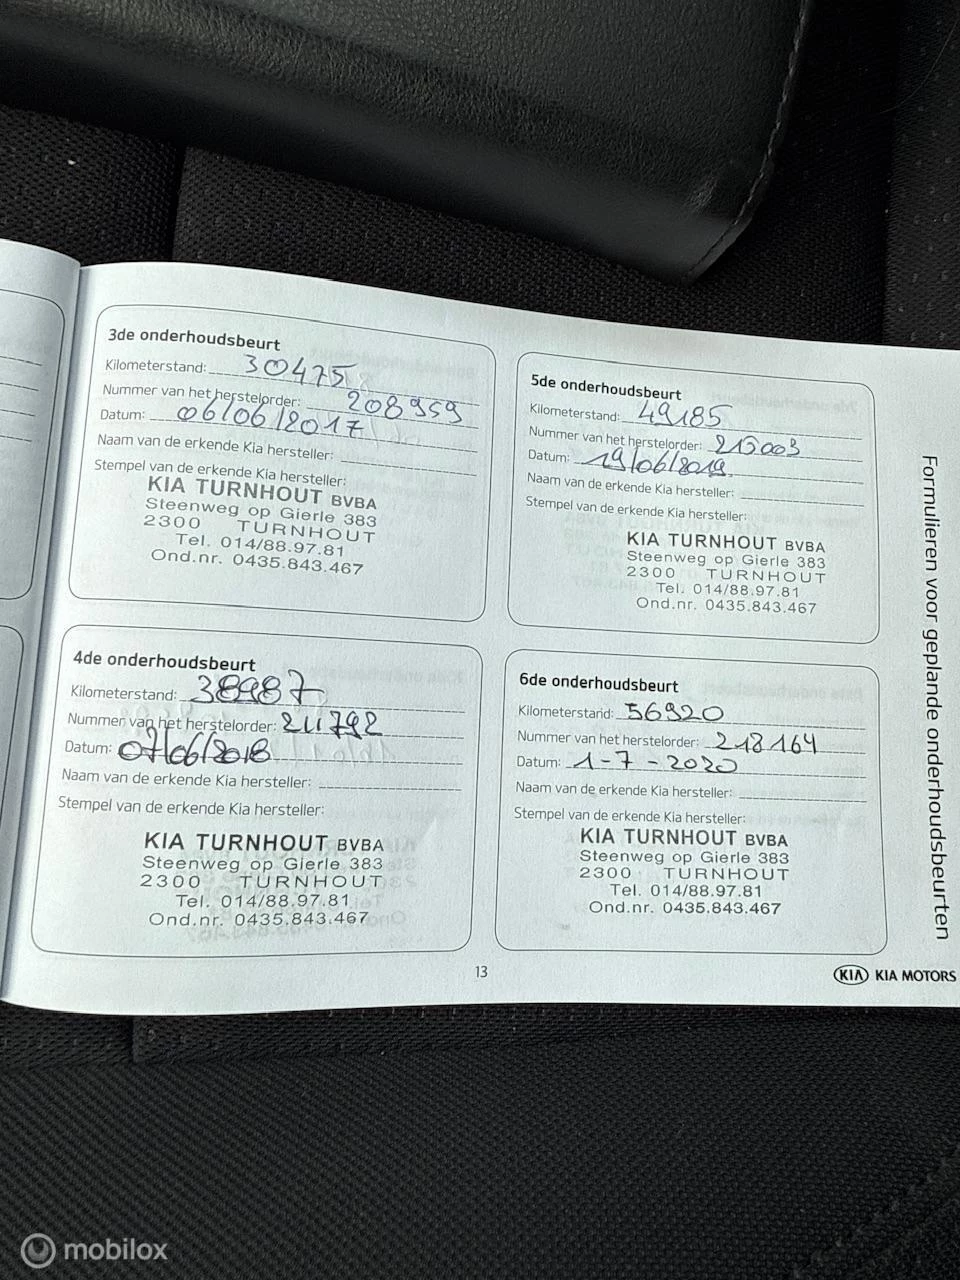 3de onderhoudsbeurt
Kilometerstand: 30475
Nummer van het herstelorder: 208959
Datum: 06/06/2017
Naam van de erkende Kia hersteller:
Stempel van de erkende Kia hersteller:
KIA TURNHOUT BVBA
Steenweg op Gierle 383
2300 TURNHOUT
Tel. 014/88.97.81
Ond.nr. 0435.843.467
4de onderhoudsbeurt
Kilometerstand: 38987
Nummer van het herstelorder: 211792
Datum: 07/06/2018
Naam van de erkende Kia hersteller:
Stempel van de erkende Kia hersteller:
KIA TURNHOUT BVBA
Steenweg op Gierle 383
2300 TURNHOUT
Tel. 014/88.97.81
Ond.nr. 0435.843.467
5de onderhoudsbeurt
Kilometerstand: 49185
Nummer van het herstelorder: 215003
Datum: 19/06/2019
Naam van de erkende Kia hersteller:
Stempel van de erkende Kia hersteller:
KIA TURNHOUT BVBA
Steenweg op Gierle 383
2300 TURNHOUT
Tel. 014/88.97.81
Ond.nr. 0435.843.467
6de onderhoudsbeurt
Kilometerstand: 56920
Nummer van het herstelorder: 218164
Datum: 1-7-2020
Naam van de erkende Kia hersteller:
Stempel van de erkende Kia hersteller:
KIA TURNHOUT BVBA
Steenweg op Gierle 383
2300 TURNHOUT
Tel. 014/88.97.81
Ond.nr. 0435.843.467
Formulieren voor geplande onderhoudsbeurten
13
KIA KIA MOTORS
mobilox